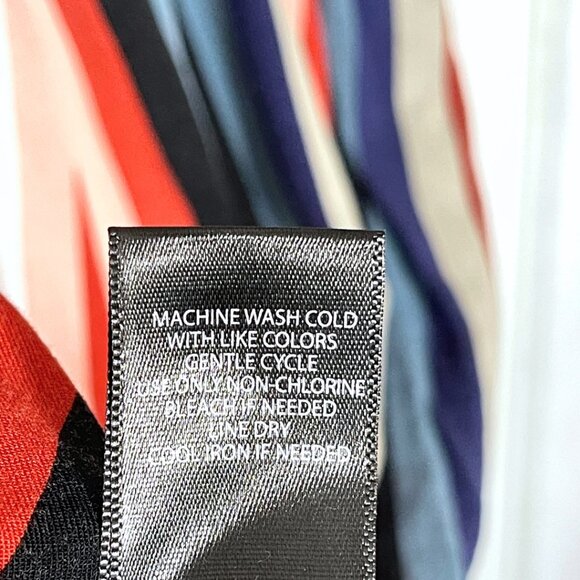 MACHINE WASH COLD
WITH LIKE COLORS
GENTLE CYCLE
USE ONLY NON-CHLORINE
BLEACH IF NEEDED
LINE DRY
COOL IRON IF NEEDED